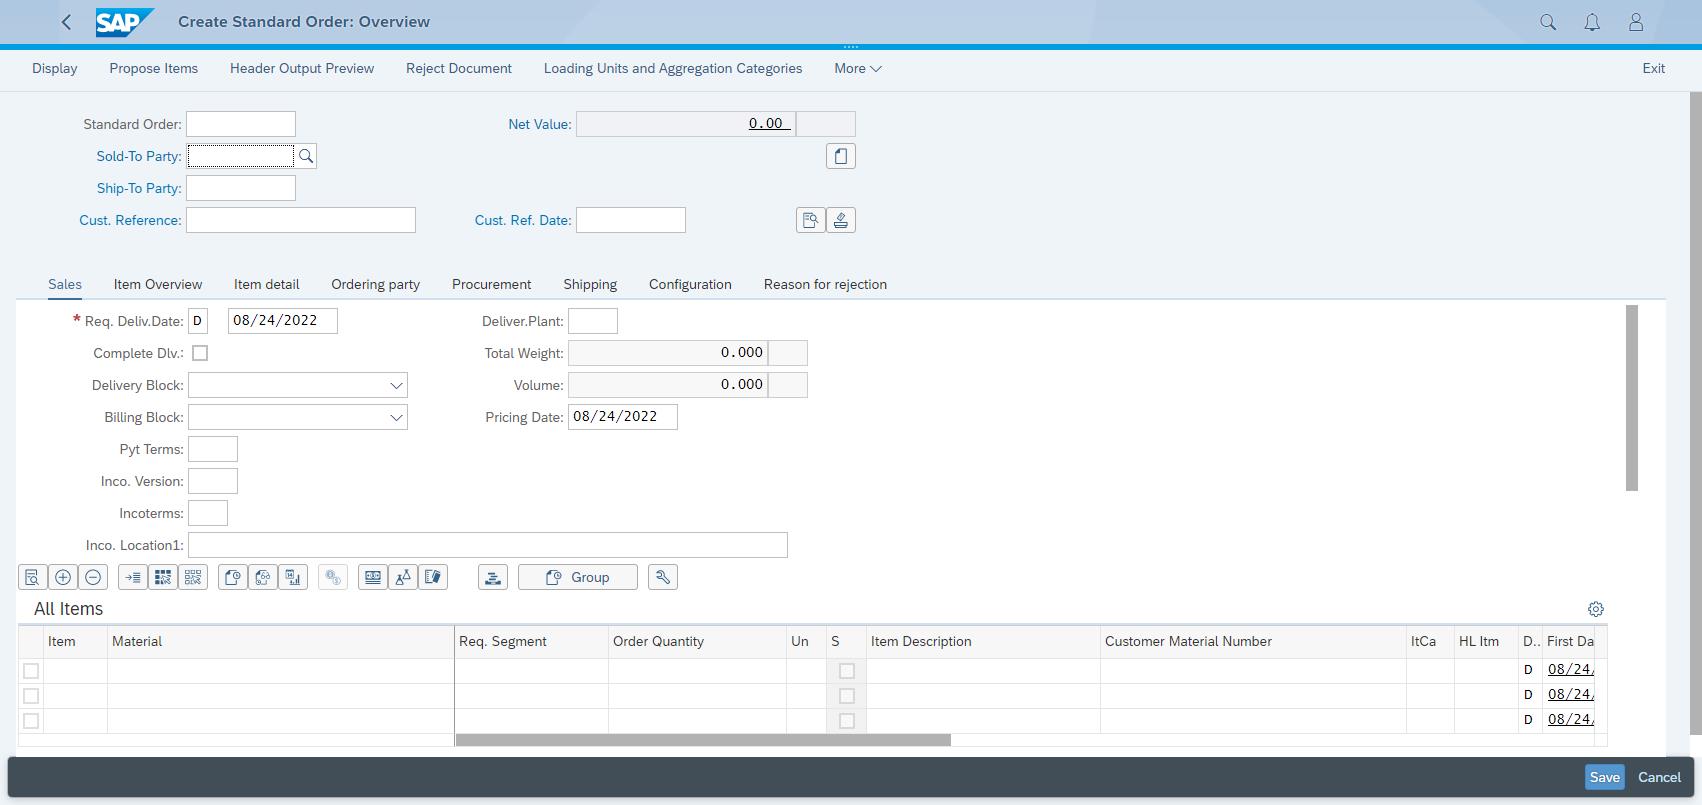 SAP Create Standard Order: Overview
Display Propose Items Header Output Preview Reject Document Loading Units and Aggregation Categories More Exit
Standard Order: Net Value: 0.00
Sold-To Party:
Ship-To Party:
Cust. Reference: Cust. Ref. Date:
Sales Item Overview Item detail Ordering party Procurement Shipping Configuration Reason for rejection
* Req. Deliv.Date: D 08/24/2022 Deliver.Plant:
Complete Dlv.: Total Weight: 0.000
Delivery Block: Volume: 0.000
Billing Block: Pricing Date: 08/24/2022
Pyt Terms:
Inco. Version:
Incoterms:
Inco. Location1:
Group
All Items
Item Material Req. Segment Order Quantity Un S Item Description Customer Material Number ItCa HL Itm D.. First Da
D 08/24/
D 08/24/
D 08/24/
Save Cancel